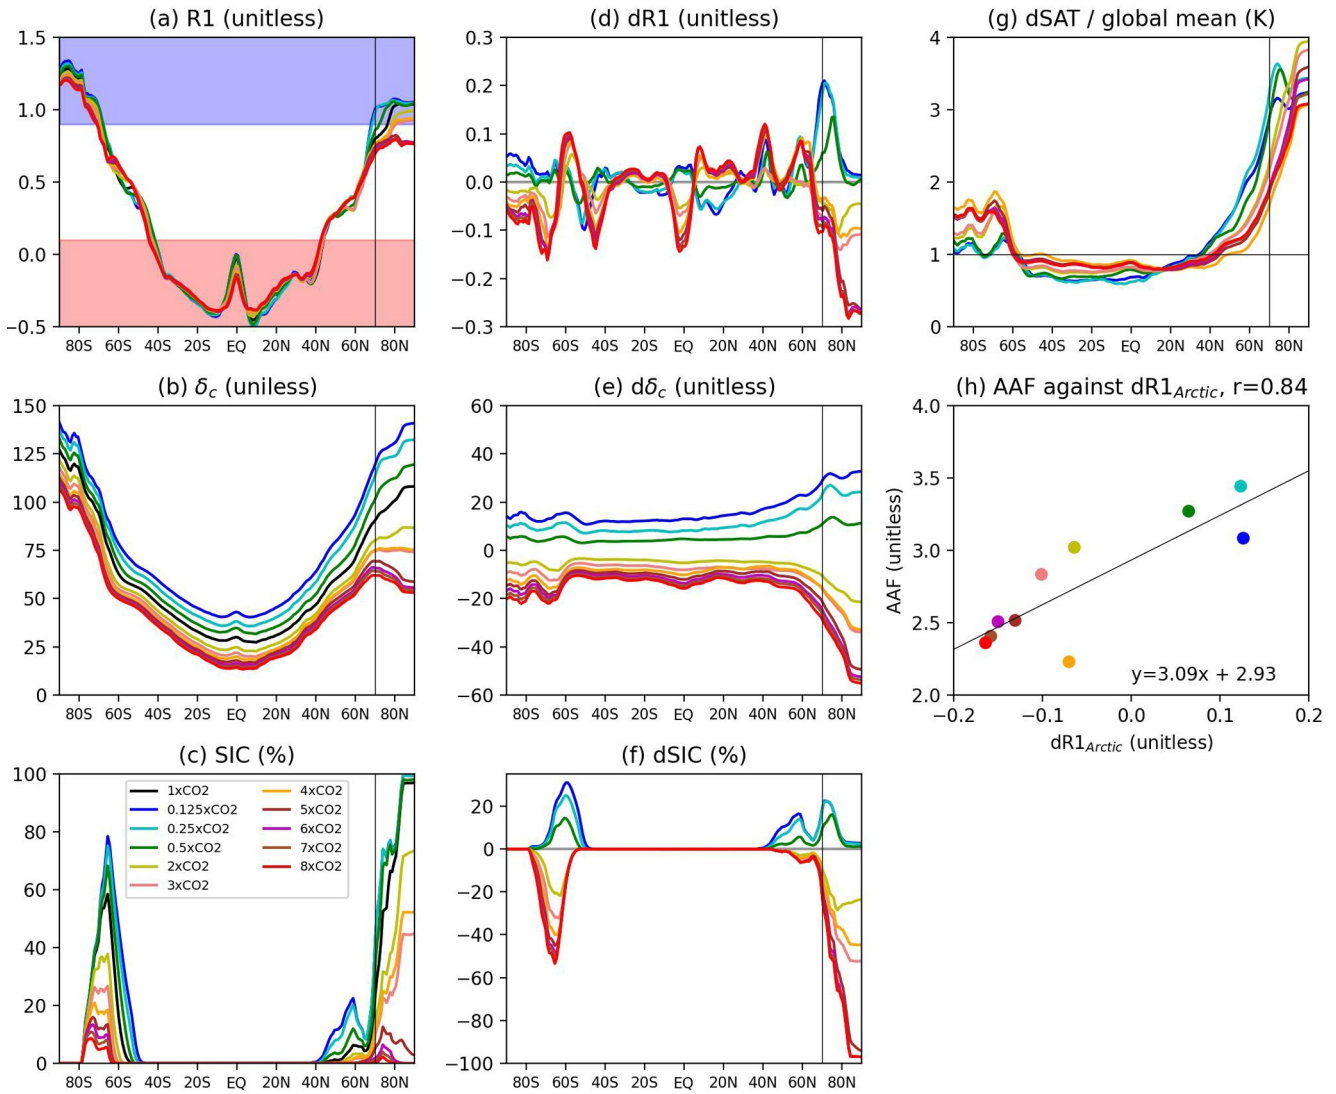 (a) R1 (unitless)
1.5
1.0
0.5
0.0
−0.5
80S 60S 40S 20S EQ 20N 40N 60N 80N
(d) dR1 (unitless)
0.3
0.2
0.1
0.0
−0.1
−0.2
−0.3
80S 60S 40S 20S EQ 20N 40N 60N 80N
(g) dSAT / global mean (K)
4
3
2
1
0
80S 60S 40S 20S EQ 20N 40N 60N 80N
(b) δc (uniless)
150
125
100
75
50
25
0
80S 60S 40S 20S EQ 20N 40N 60N 80N
(e) dδc (unitless)
60
40
20
0
−20
−40
−60
80S 60S 40S 20S EQ 20N 40N 60N 80N
(h) AAF against dR1Arctic, r=0.84
AAF (unitless)
4.0
3.5
3.0
2.5
2.0
y=3.09x + 2.93
−0.2 −0.1 0.0 0.1 0.2
dR1Arctic (unitless)
(c) SIC (%)
100
80
60
40
20
0
1xCO2
0.125xCO2
0.25xCO2
0.5xCO2
2xCO2
3xCO2
4xCO2
5xCO2
6xCO2
7xCO2
8xCO2
80S 60S 40S 20S EQ 20N 40N 60N 80N
(f) dSIC (%)
20
0
−20
−40
−60
−80
−100
80S 60S 40S 20S EQ 20N 40N 60N 80N